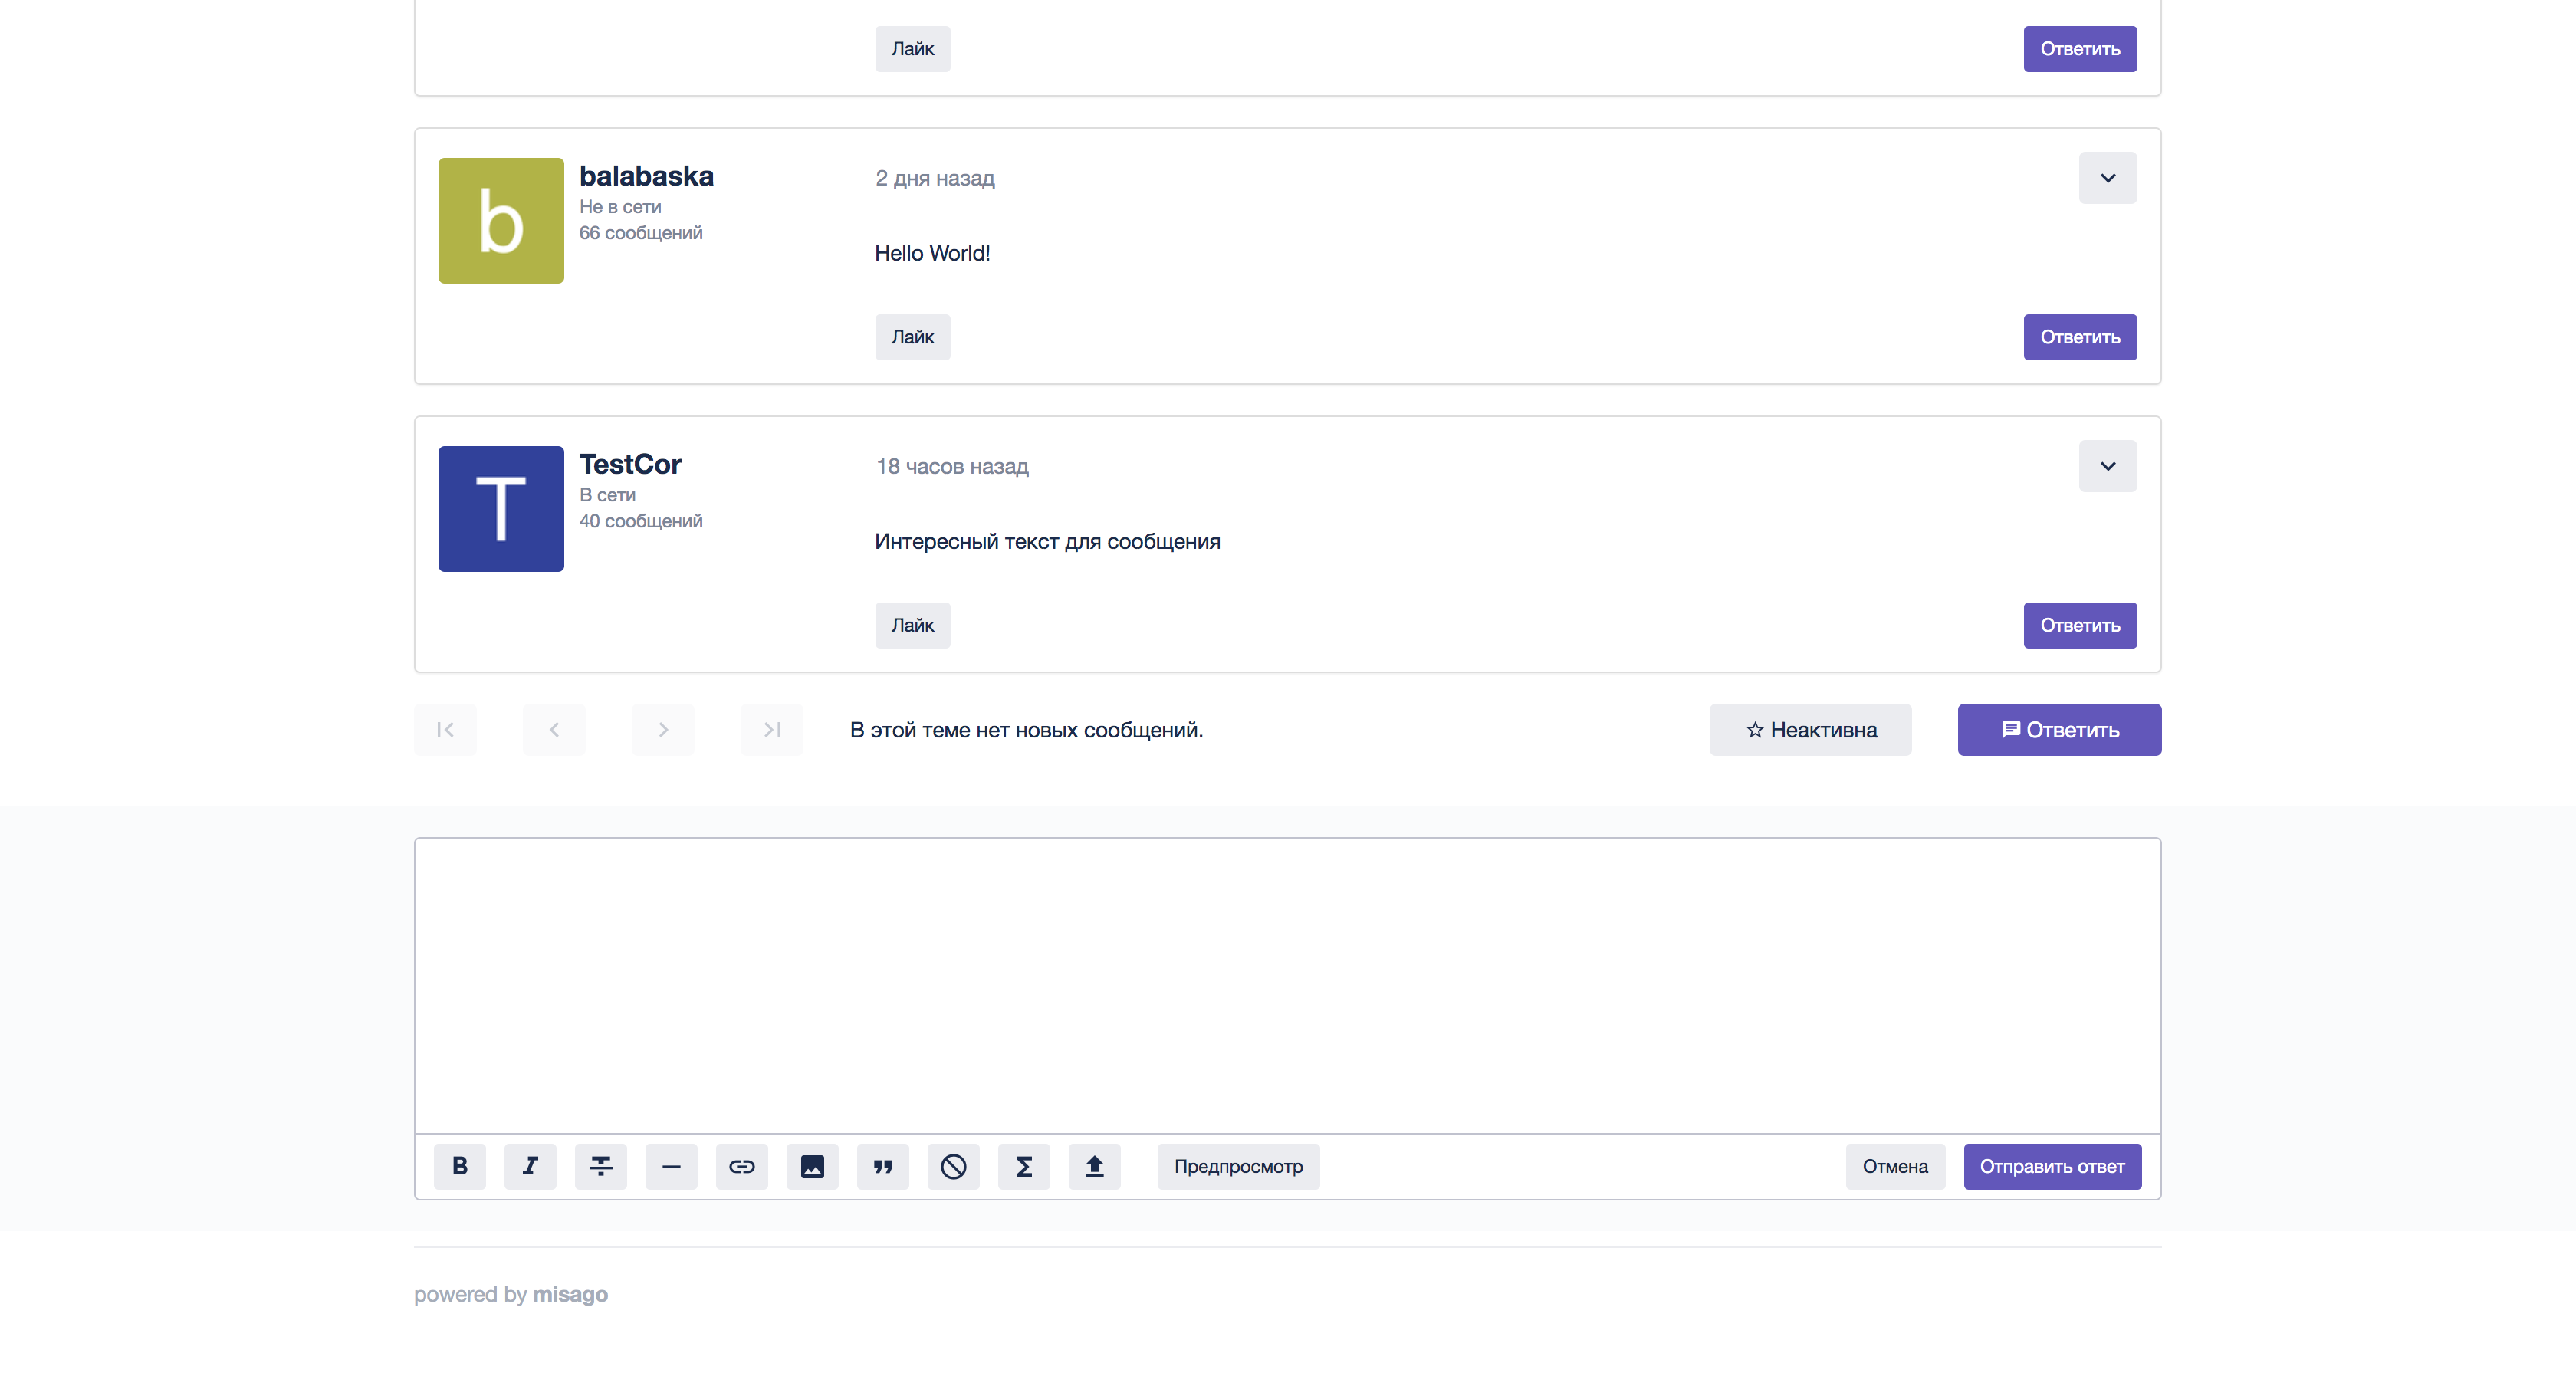 Лайк
Ответить
b
balabaska
Не в сети
66 сообщений
2 дня назад
Hello World!
Лайк
Ответить
T
TestCor
В сети
40 сообщений
18 часов назад
Интересный текст для сообщения
Лайк
Ответить
В этой теме нет новых сообщений.
Неактивна
Ответить
B I
Предпросмотр
Отмена
Отправить ответ
powered by misago